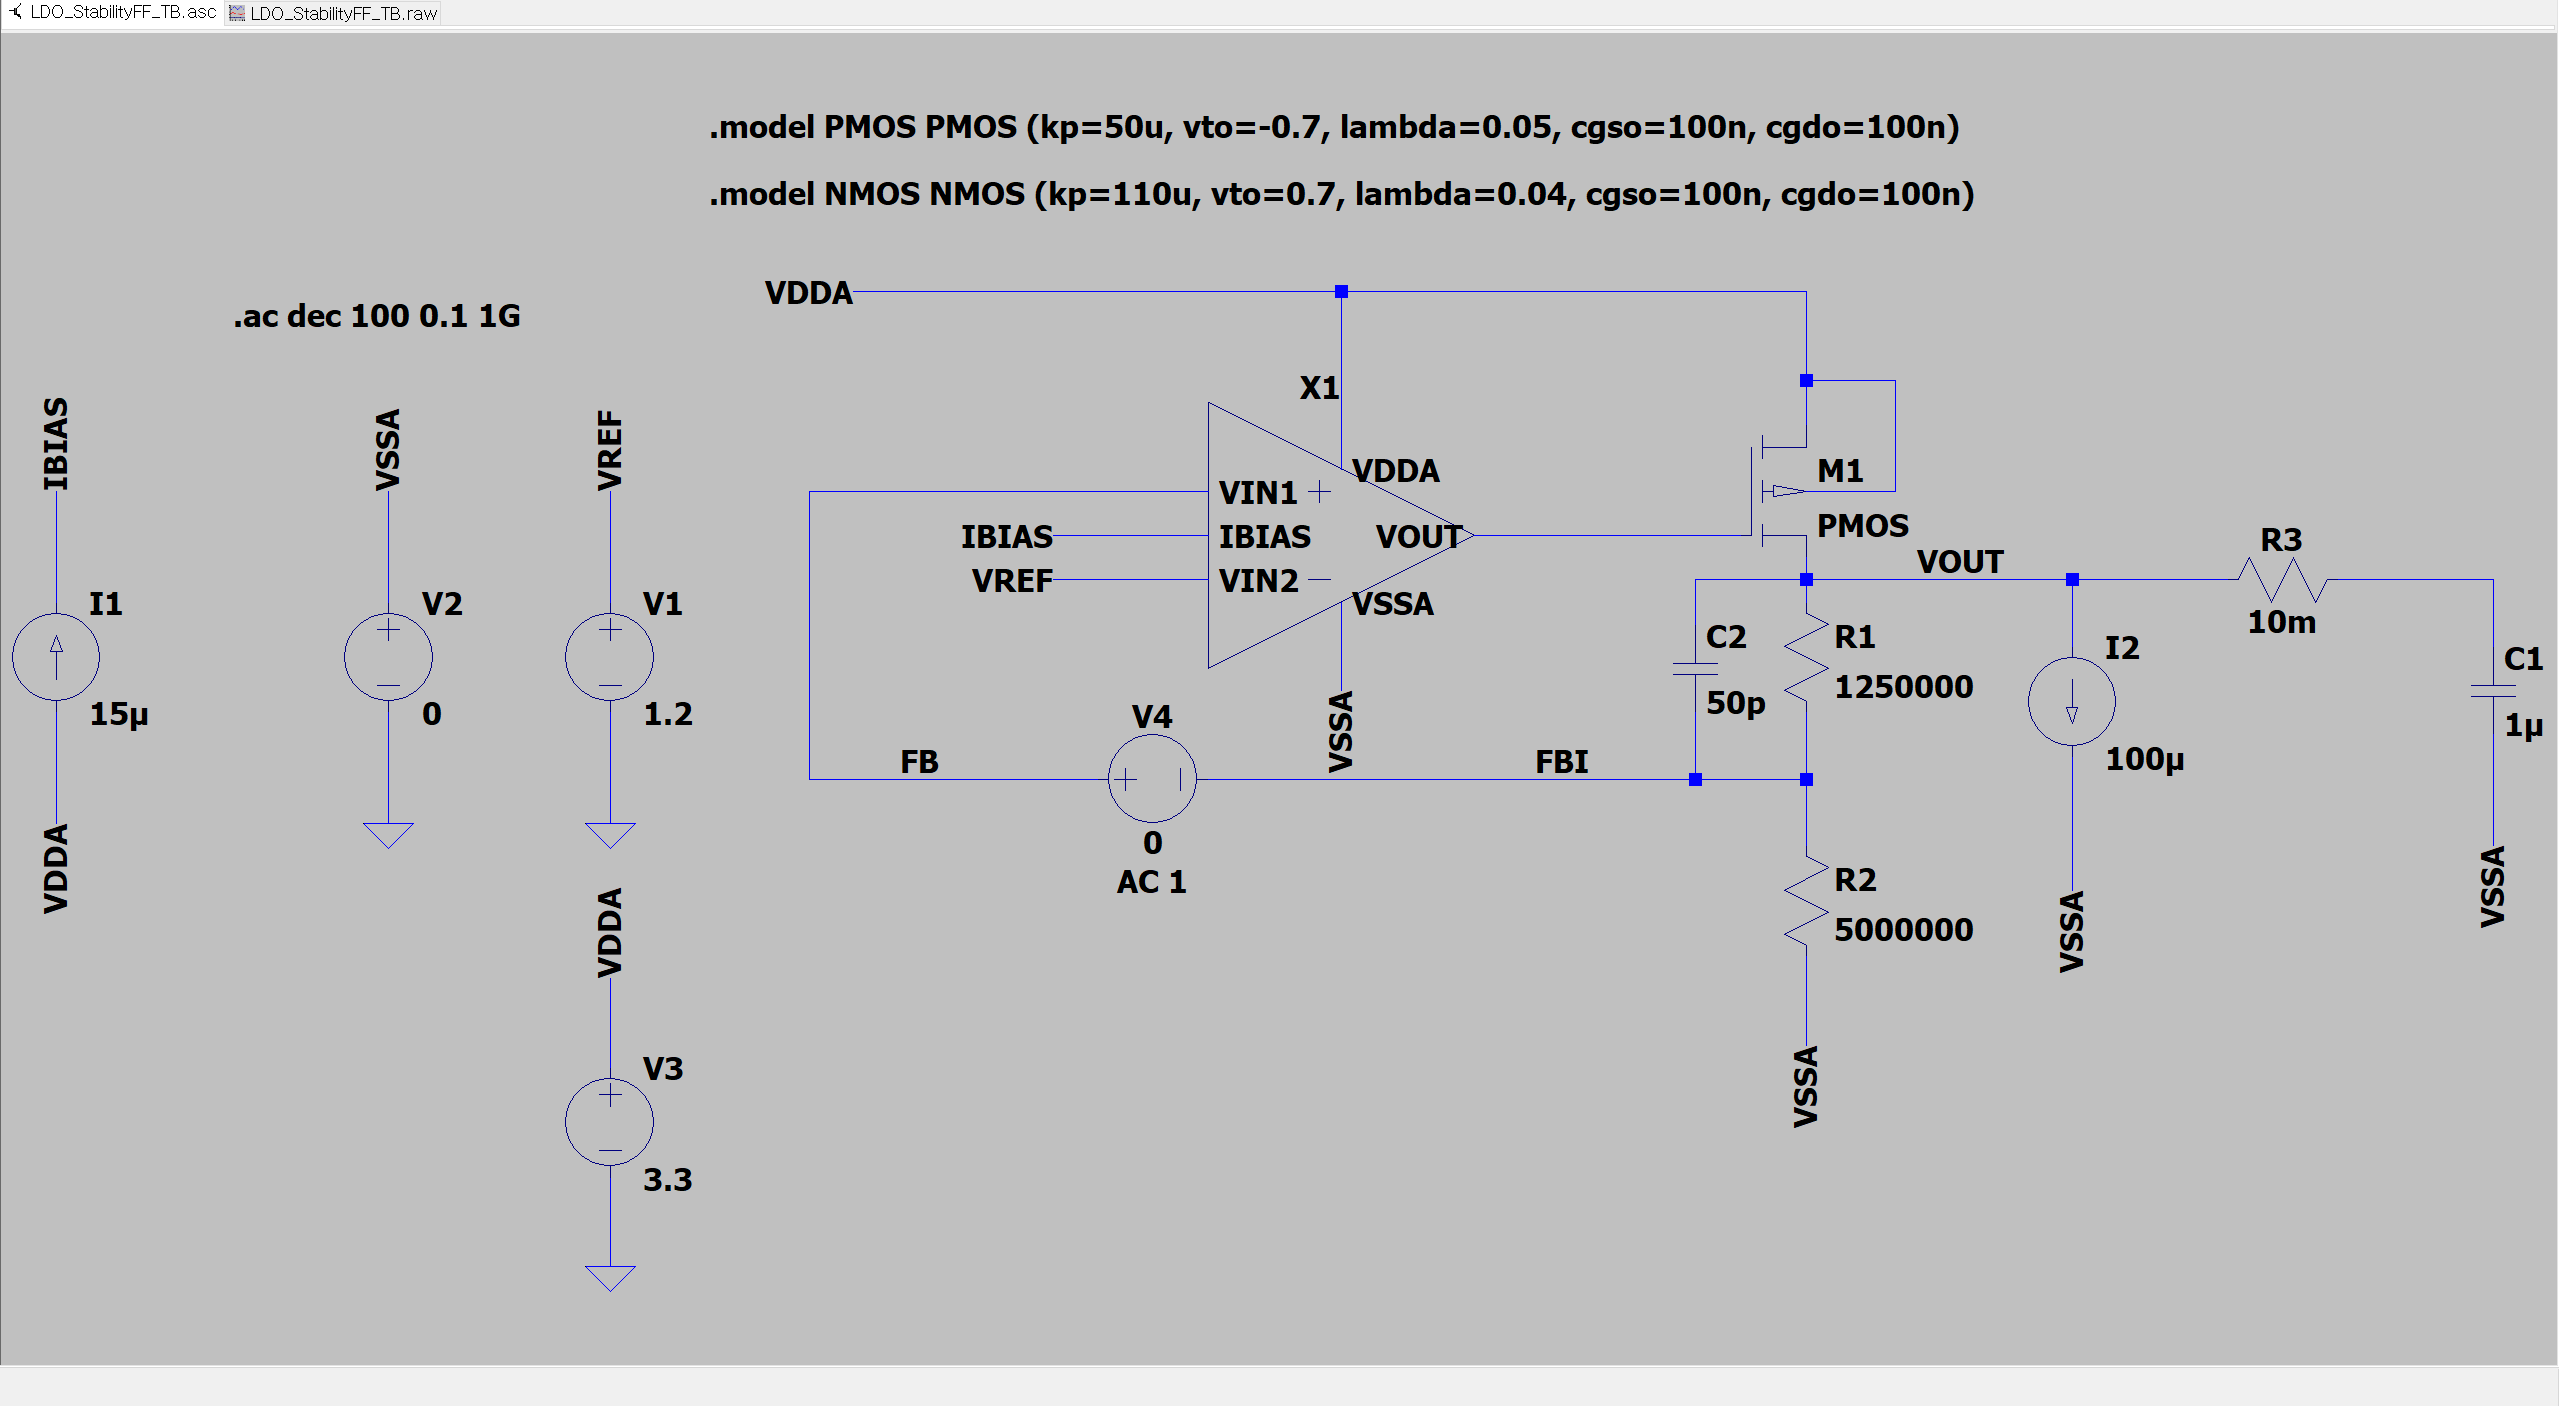 LDO_StabilityFF_TB.asc
LDO_StabilityFF_TB.raw
.model PMOS PMOS (kp=50u, vto=-0.7, lambda=0.05, cgso=100n, cgdo=100n)
.model NMOS NMOS (kp=110u, vto=0.7, lambda=0.04, cgso=100n, cgdo=100n)
.ac dec 100 0.1 1G
IBIAS
I1
15µ
VDDA
VSSA
V2
0
VREF
V1
1.2
VDDA
V3
3.3
VDDA
X1
VDDA
VIN1
IBIAS
IBIAS
VOUT
VREF
VIN2
VSSA
VSSA
FB
V4
0
AC 1
FBI
M1
PMOS
VOUT
C2
50p
R1
1250000
R2
5000000
VSSA
I2
100µ
VSSA
R3
10m
C1
1µ
VSSA